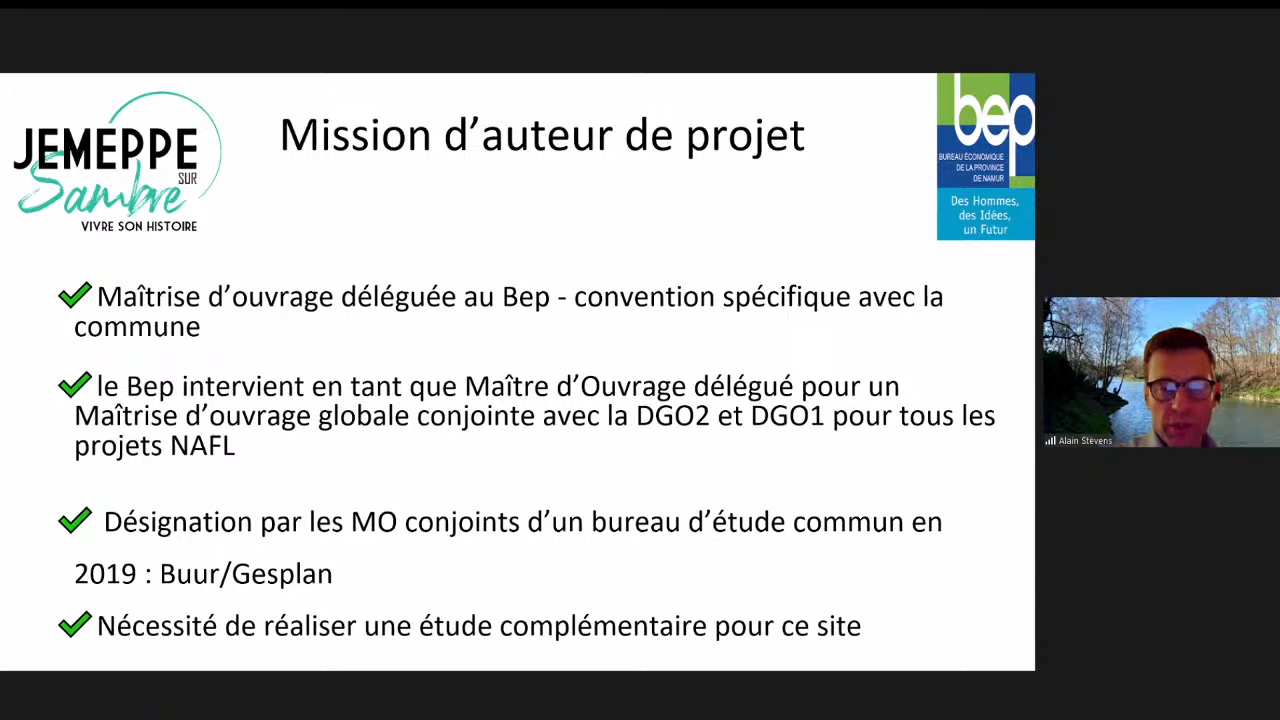 JEMEPPE
SUR
Sambre
VIVRE SON HISTOIRE
Mission d’auteur de projet
bep
BUREAU ÉCONOMIQUE
DE LA PROVINCE
DE NAMUR
Des Hommes,
des Idées,
un Futur
Maîtrise d’ouvrage déléguée au Bep - convention spécifique avec la
commune
le Bep intervient en tant que Maître d’Ouvrage délégué pour un
Maîtrise d’ouvrage globale conjointe avec la DGO2 et DGO1 pour tous les
projets NAFL
Désignation par les MO conjoints d’un bureau d’étude commun en
2019 : Buur/Gesplan
Nécessité de réaliser une étude complémentaire pour ce site
Alain Stevens